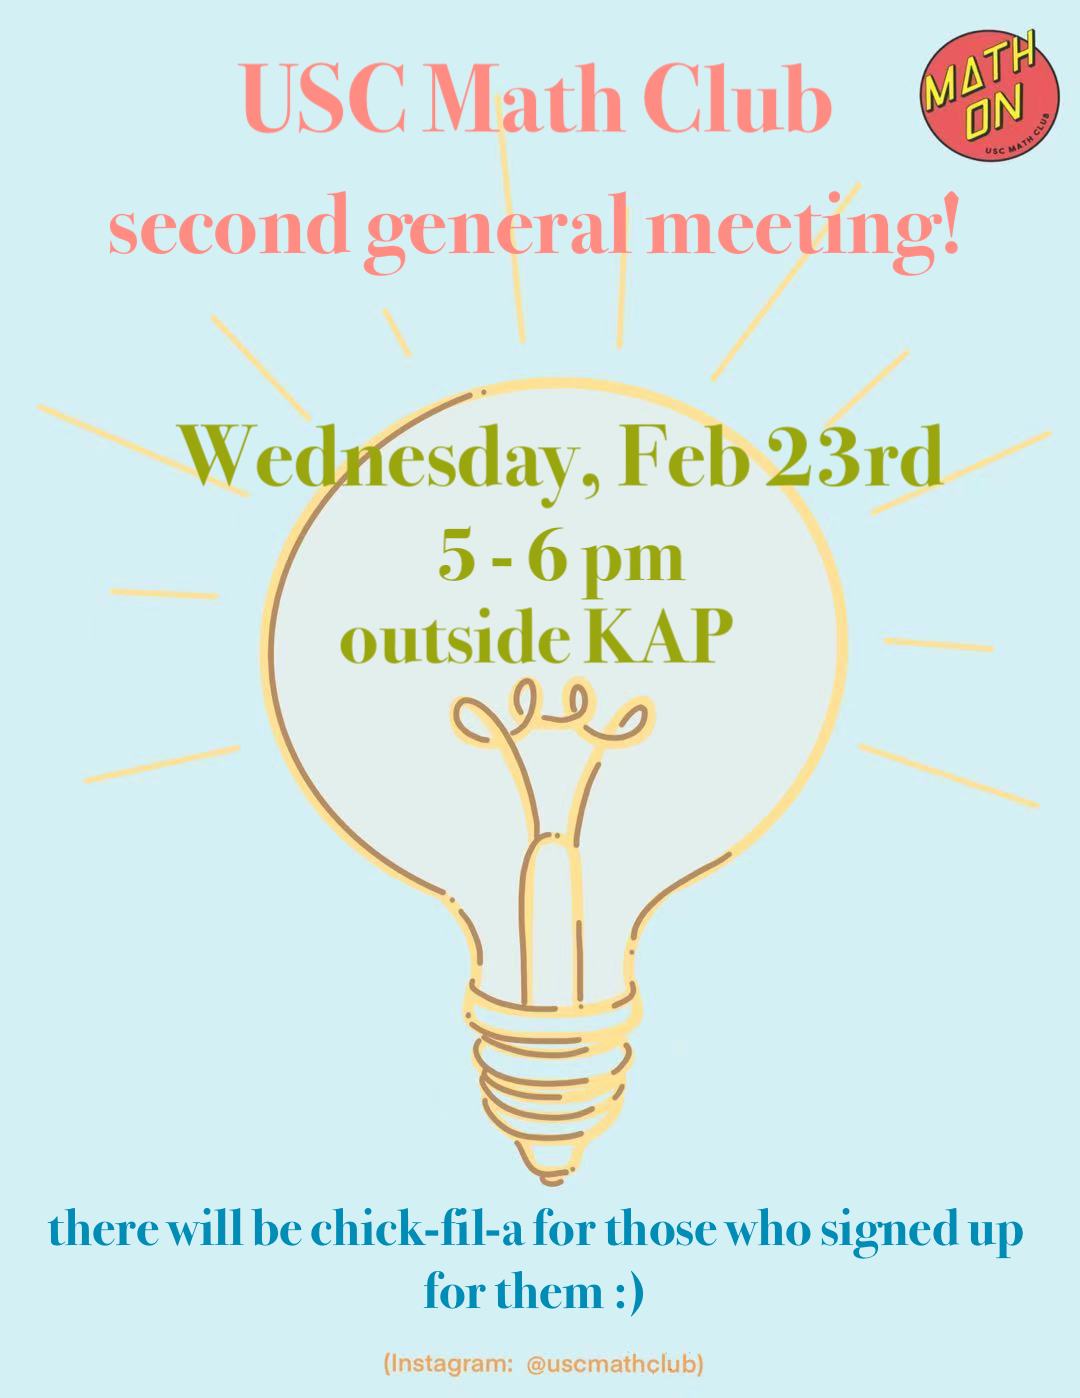 USC Math Club
MATH
ON
USC MATH CLUB
second general meeting!
Wednesday, Feb 23rd
5 - 6 pm
outside KAP
there will be chick-fil-a for those who signed up
for them :)
(Instagram: @uscmathclub)